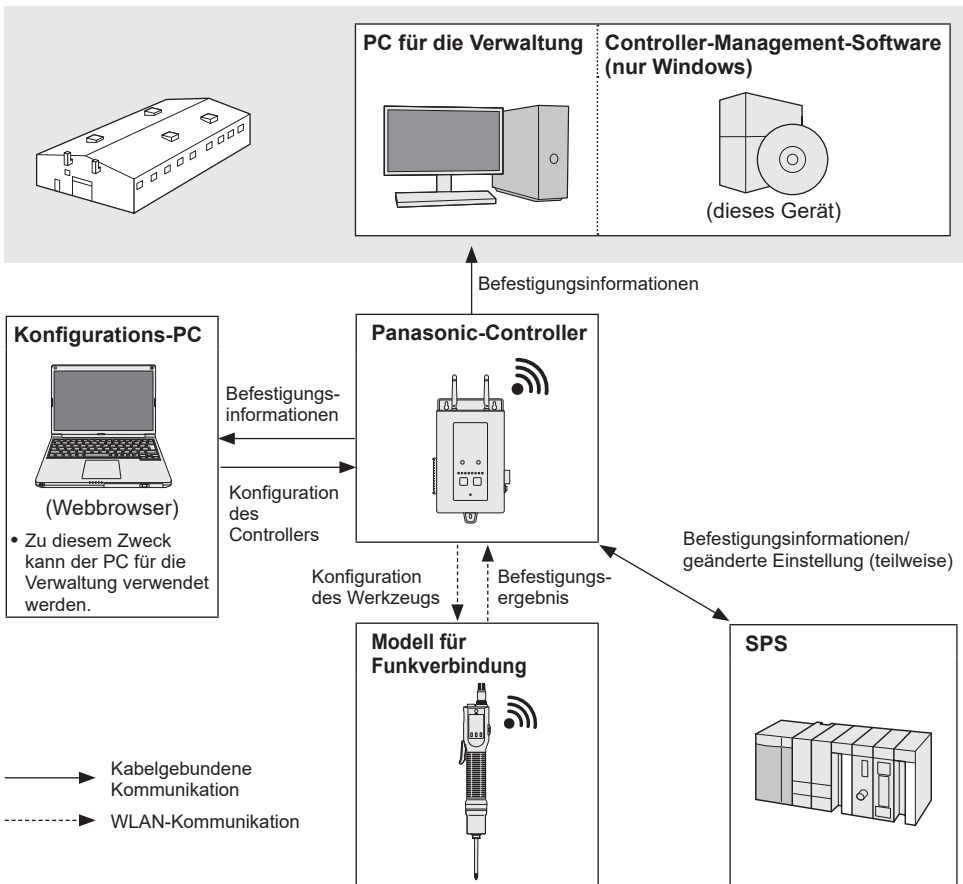 PC für die Verwaltung
Controller-Management-Software
(nur Windows)
(dieses Gerät)
Befestigungsinformationen
Konfigurations-PC
(Webbrowser)
• Zu diesem Zweck
kann der PC für die
Verwaltung verwendet
werden.
Befestigungs-
informationen
Konfiguration
des
Controllers
Panasonic-Controller
Konfiguration
des Werkzeugs
Befestigungs-
ergebnis
Befestigungsinformationen/
geänderte Einstellung (teilweise)
Modell für
Funkverbindung
SPS
Kabelgebundene
Kommunikation
WLAN-Kommunikation